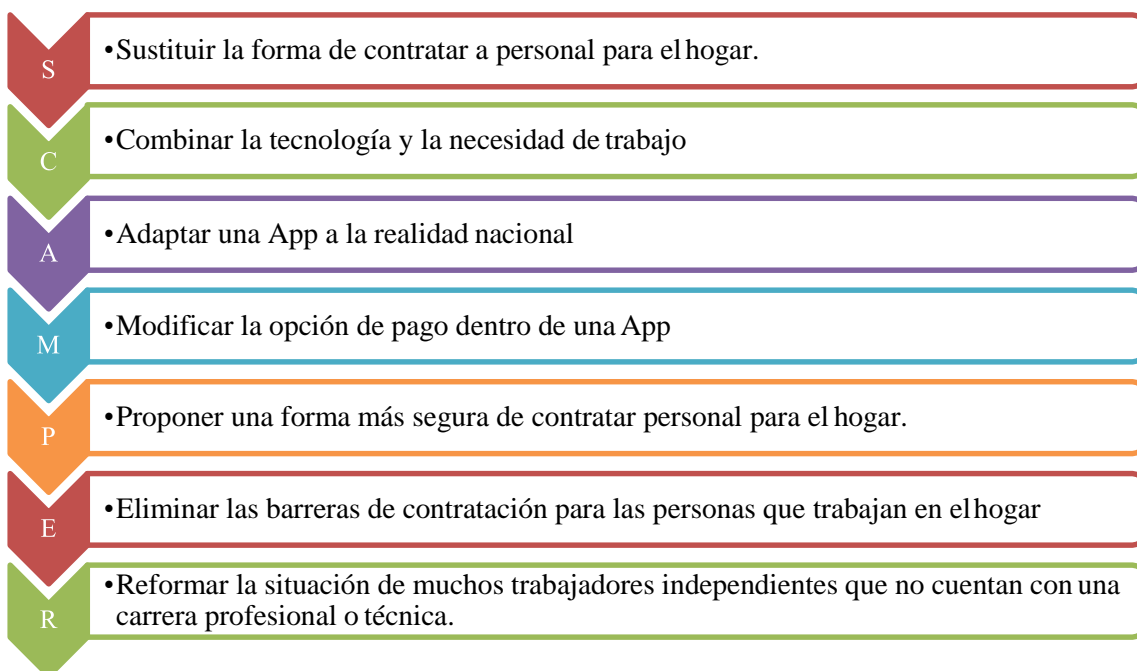 S
•Sustituir la forma de contratar a personal para el hogar.
C
•Combinar la tecnología y la necesidad de trabajo
A
•Adaptar una App a la realidad nacional
M
•Modificar la opción de pago dentro de una App
P
•Proponer una forma más segura de contratar personal para el hogar.
E
•Eliminar las barreras de contratación para las personas que trabajan en el hogar
R
•Reformar la situación de muchos trabajadores independientes que no cuentan con una
carrera profesional o técnica.